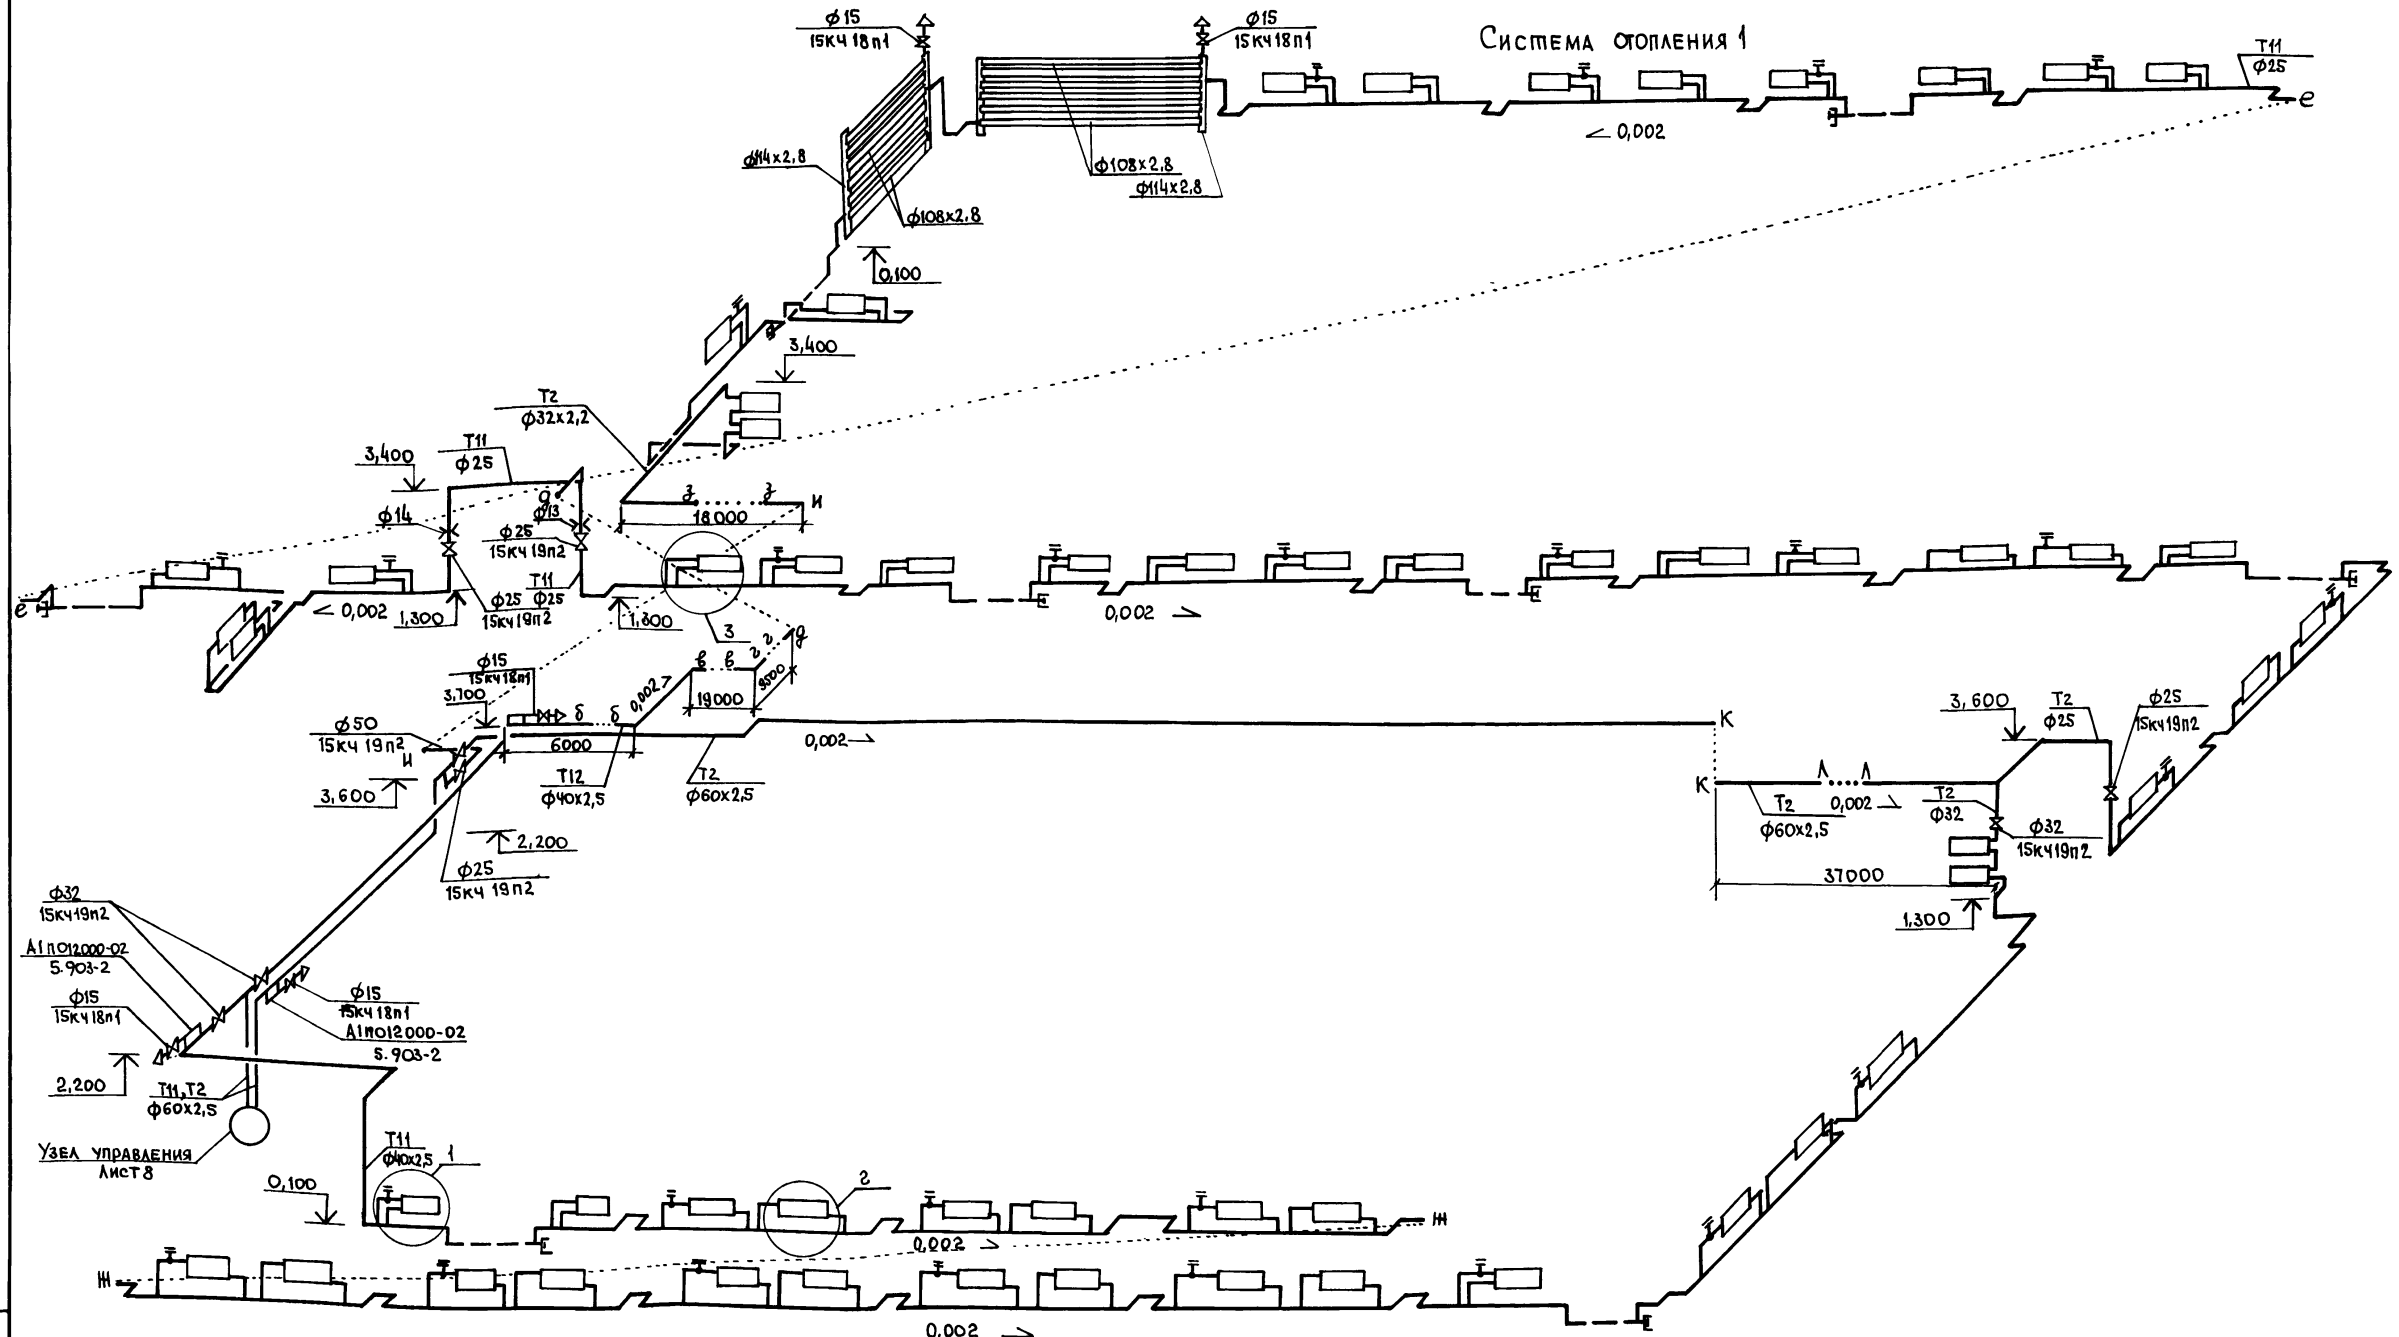 Система отопления 1
ф15
15кч18п1
ф15
15кч18п1
Т11
ф25
е
0,002
ф114х2,8
ф108х2,8
ф108х2,8
ф114х2,8
0,100
3,400
Т2
ф32х2,2
Т11
ф25
3,400
д
з
з
и
18000
ф14
ф13
ф25
15кч19п2
Т11
ф25
ф25
15кч19п2
е
0,002
1,300
1,300
3
0,002
ф15
15кч18п1
3,700
б
б
0,002
в
в
г
г
д
19000
9500
ф50
15кч19п2
и
6000
3,600
Т12
ф40х2,5
Т2
ф60х2,5
0,002
К
К
Л
Л
3,600
Т2
ф25
ф25
15кч19п2
Т2
ф60х2,5
0,002
Т2
ф32
ф32
15кч19п2
37000
1,300
2,200
ф25
15кч19п2
ф32
15кч19п2
А1П012000-02
5.903-2
ф15
15кч18п1
ф15
15кч18п1
А1П012000-02
5.903-2
2,200
Т11,Т2
ф60х2,5
Узел управления
Лист 8
Т11
ф40х2,5
1
0,100
2
Ж
0,002
Ж
0,002